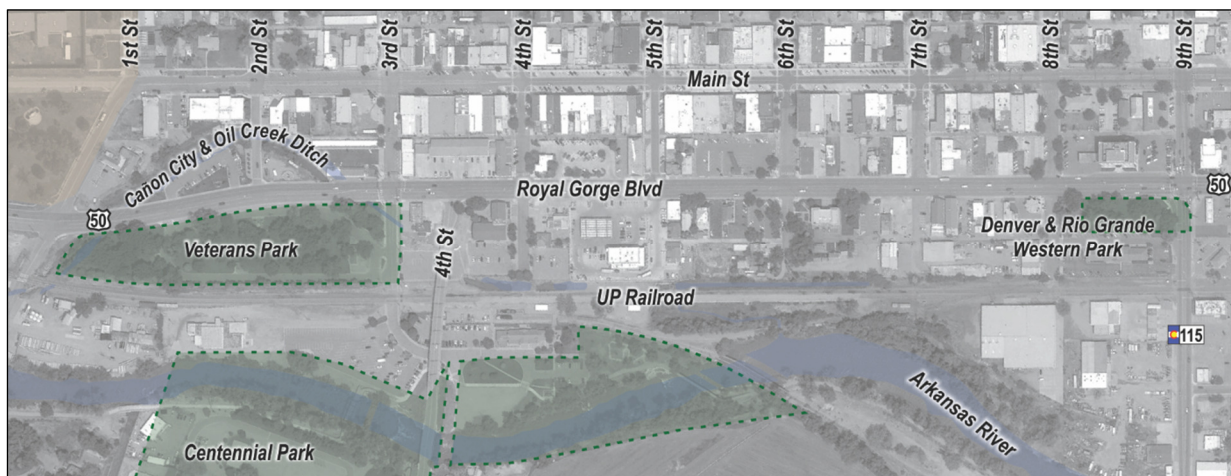 1st St
2nd St
3rd St
4th St
5th St
6th St
7th St
8th St
9th St
Main St
Cañon City & Oil Creek Ditch
Royal Gorge Blvd
50
50
Veterans Park
4th St
Denver & Rio Grande
Western Park
UP Railroad
115
Arkansas River
Centennial Park